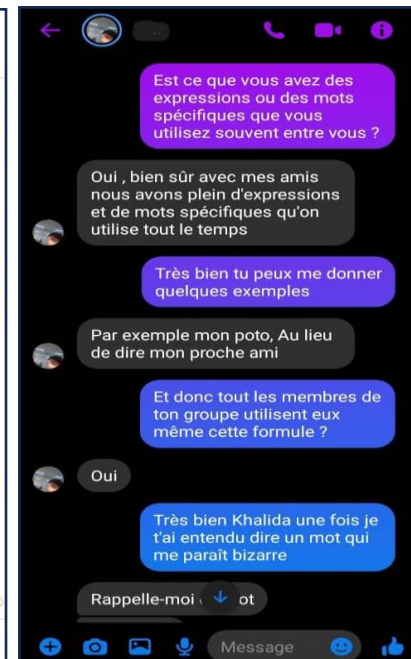 Est ce que vous avez des
expressions ou des mots
spécifiques que vous
utilisez souvent entre vous ?
Oui , bien sûr avec mes amis
nous avons plein d'expressions
et de mots spécifiques qu'on
utilise tout le temps
Très bien tu peux me donner
quelques exemples
Par exemple mon poto, Au lieu
de dire mon proche ami
Et donc tout les membres de
ton groupe utilisent eux
même cette formule ?
Oui
Très bien Khalida une fois je
t'ai entendu dire un mot qui
me paraît bizarre
Rappelle-moi
Message